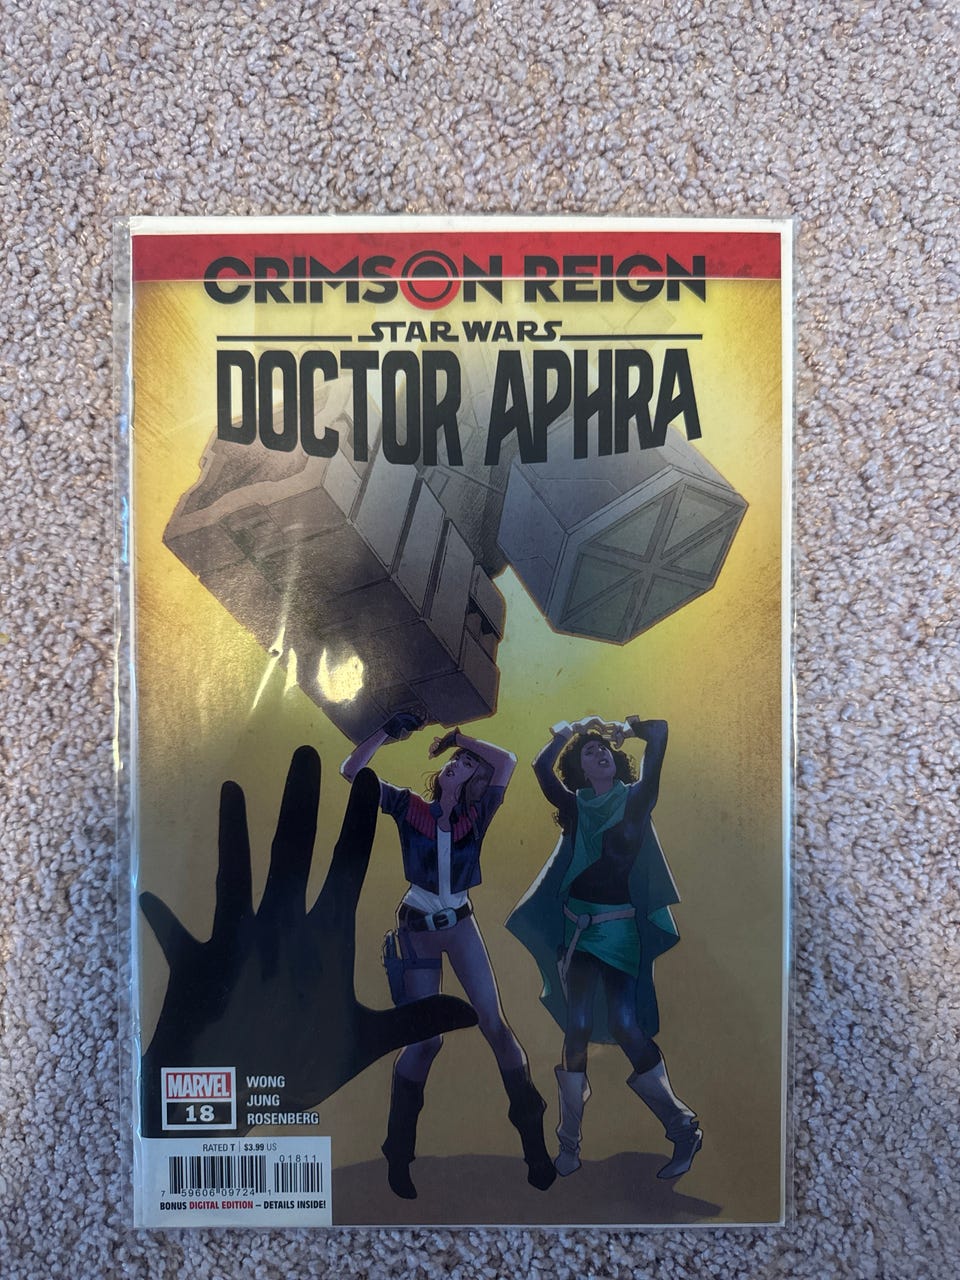 CRIMSON REIGN
STAR WARS
DOCTOR APHRA
MARVEL
18
WONG
JUNG
ROSENBERG
RATED T $3.99 US
01811
7 59606 09724 1
BONUS DIGITAL EDITION – DETAILS INSIDE!